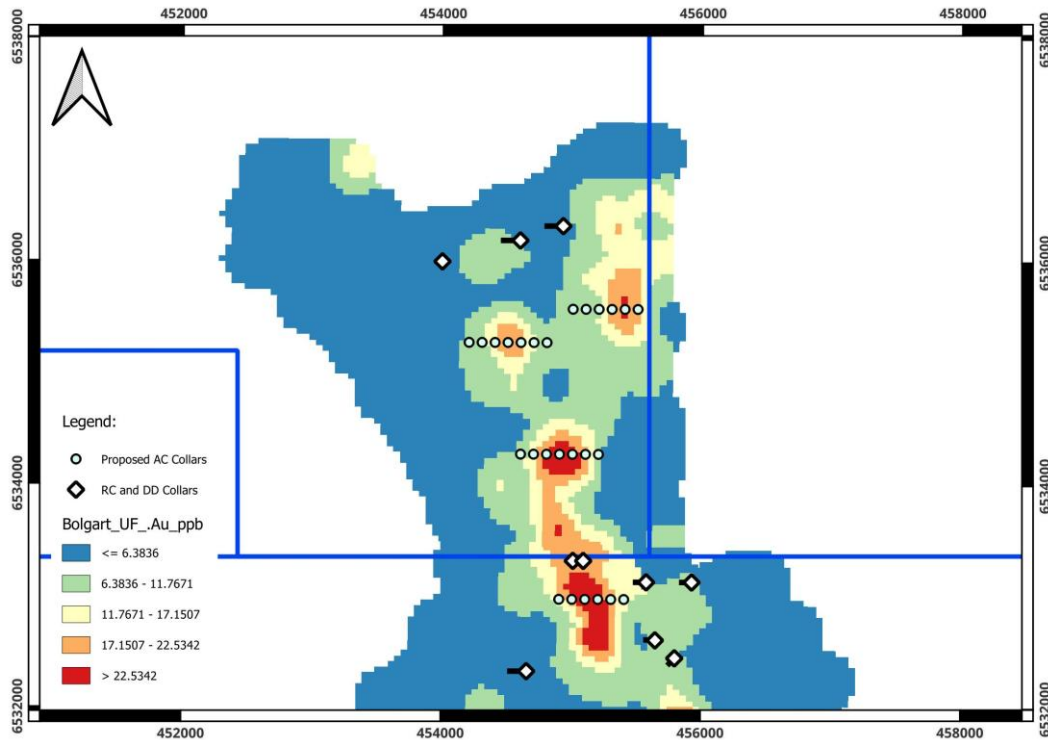 452000 454000 456000 458000
6538000 6538000
6536000 6536000
6534000 6534000
Legend:
Proposed AC Collars
RC and DD Collars
Bolgart_UF_.Au_ppb
<= 6.3836
6.3836 - 11.7671
11.7671 - 17.1507
17.1507 - 22.5342
> 22.5342
6532000 6532000
452000 454000 456000 458000